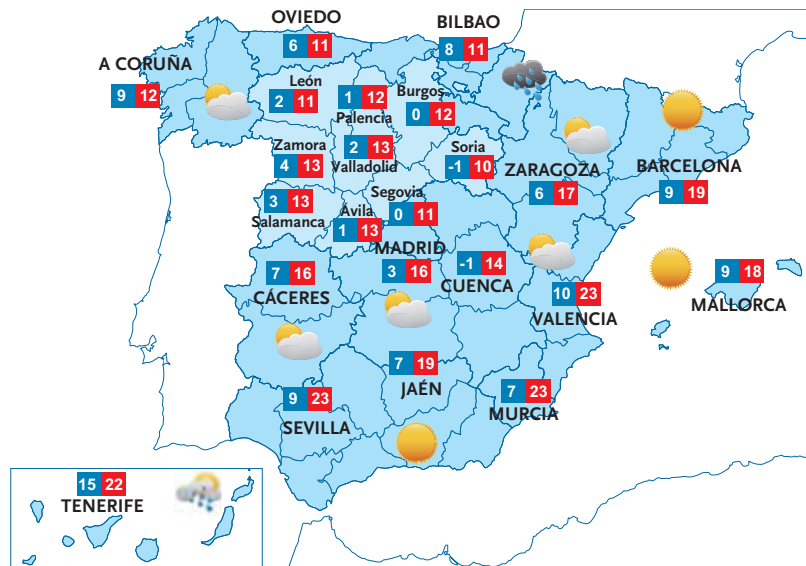 OVIEDO
6 11
BILBAO
8 11
A CORUÑA
9 12
León
2 11
1 12
Palencia
Burgos
0 12
Zamora
4 13
2 13
Valladolid
Soria
-1 10
ZARAGOZA
6 17
BARCELONA
9 19
3 13
Salamanca
Ávila
1 13
Segovia
0 11
MADRID
3 16
-1 14
CUENCA
7 16
CÁCERES
10 23
VALENCIA
9 18
MALLORCA
7 19
JAÉN
9 23
SEVILLA
7 23
MURCIA
15 22
TENERIFE